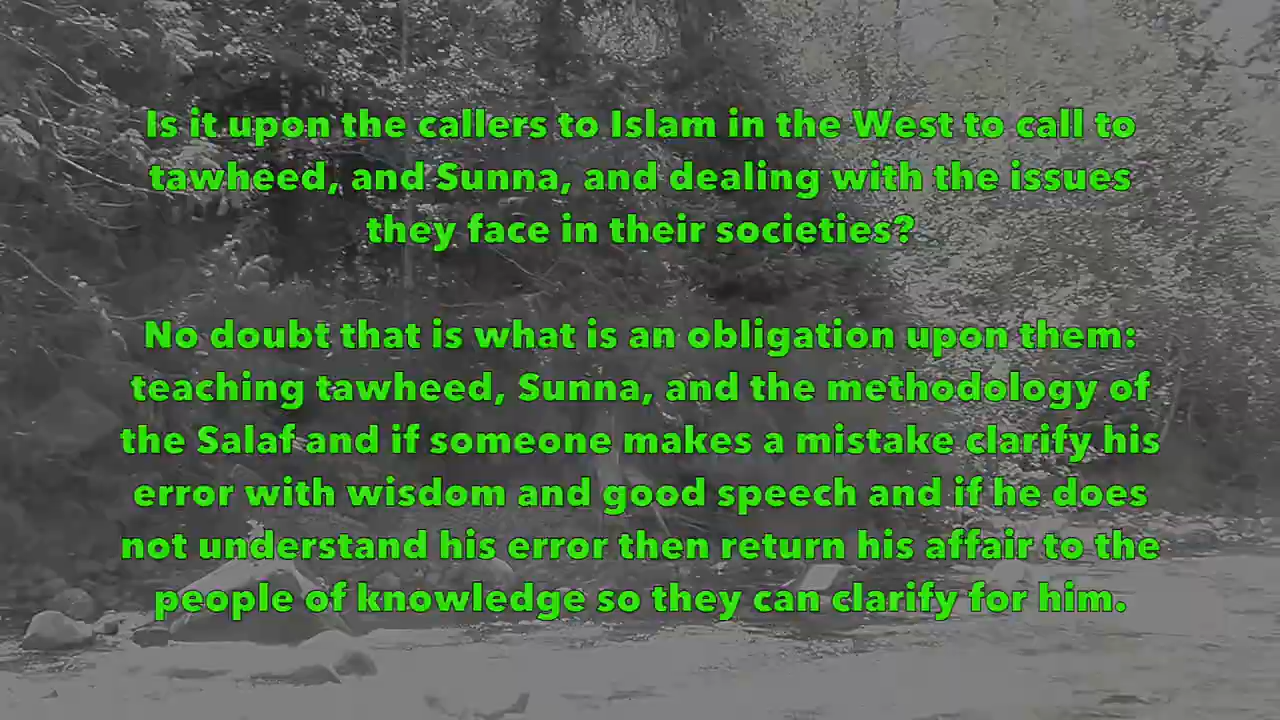 Is it upon the callers to Islam in the West to call to
tawheed, and Sunna, and dealing with the issues
they face in their societies?
No doubt that is what is an obligation upon them:
teaching tawheed, Sunna, and the methodology of
the Salaf and if someone makes a mistake clarify his
error with wisdom and good speech and if he does
not understand his error then return his affair to the
people of knowledge so they can clarify for him.